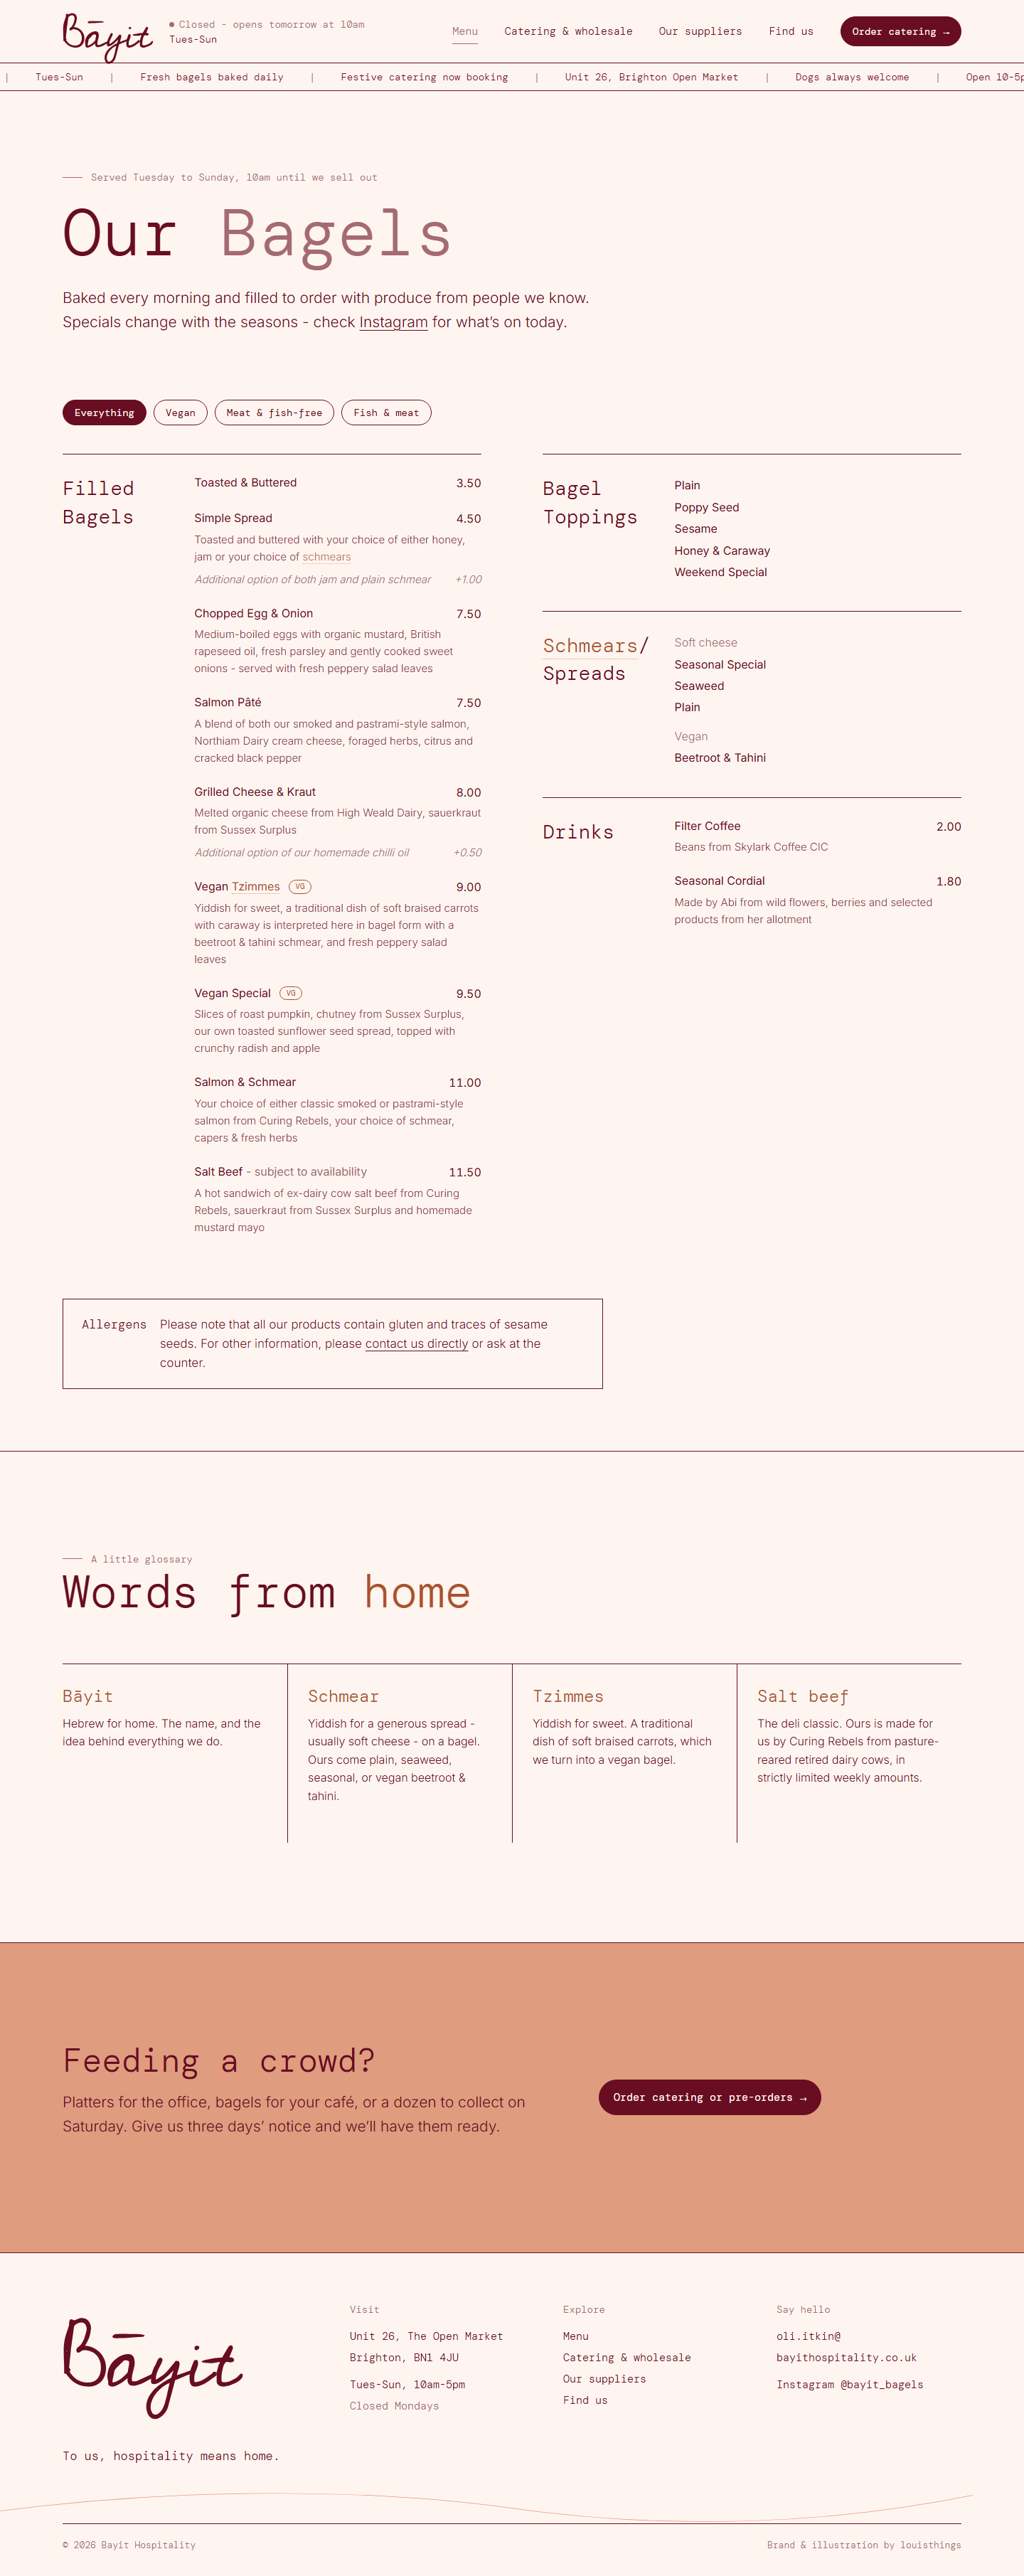 Bāyit
Closed - opens tomorrow at 10am
Tues-Sun
Menu
Catering & wholesale
Our suppliers
Find us
Order catering →
| Tues-Sun | Fresh bagels baked daily | Festive catering now booking | Unit 26, Brighton Open Market | Dogs always welcome | Open 10-5p
Served Tuesday to Sunday, 10am until we sell out
Our Bagels
Baked every morning and filled to order with produce from people we know.
Specials change with the seasons - check Instagram for what's on today.
Everything
Vegan
Meat & fish-free
Fish & meat
Filled
Bagels
Toasted & Buttered 3.50
Simple Spread 4.50
Toasted and buttered with your choice of either honey,
jam or your choice of schmears
Additional option of both jam and plain schmear +1.00
Chopped Egg & Onion 7.50
Medium-boiled eggs with organic mustard, British
rapeseed oil, fresh parsley and gently cooked sweet
onions - served with fresh peppery salad leaves
Salmon Pâté 7.50
A blend of both our smoked and pastrami-style salmon,
Northiam Dairy cream cheese, foraged herbs, citrus and
cracked black pepper
Grilled Cheese & Kraut 8.00
Melted organic cheese from High Weald Dairy, sauerkraut
from Sussex Surplus
Additional option of our homemade chilli oil +0.50
Vegan Tzimmes VG 9.00
Yiddish for sweet, a traditional dish of soft braised carrots
with caraway is interpreted here in bagel form with a
beetroot & tahini schmear, and fresh peppery salad
leaves
Vegan Special VG 9.50
Slices of roast pumpkin, chutney from Sussex Surplus,
our own toasted sunflower seed spread, topped with
crunchy radish and apple
Salmon & Schmear 11.00
Your choice of either classic smoked or pastrami-style
salmon from Curing Rebels, your choice of schmear,
capers & fresh herbs
Salt Beef - subject to availability 11.50
A hot sandwich of ex-dairy cow salt beef from Curing
Rebels, sauerkraut from Sussex Surplus and homemade
mustard mayo
Bagel
Toppings
Plain
Poppy Seed
Sesame
Honey & Caraway
Weekend Special
Schmears/
Spreads
Soft cheese
Seasonal Special
Seaweed
Plain
Vegan
Beetroot & Tahini
Drinks
Filter Coffee 2.00
Beans from Skylark Coffee CIC
Seasonal Cordial 1.80
Made by Abi from wild flowers, berries and selected
products from her allotment
Allergens
Please note that all our products contain gluten and traces of sesame
seeds. For other information, please contact us directly or ask at the
counter.
A little glossary
Words from home
Bāyit
Hebrew for home. The name, and the
idea behind everything we do.
Schmear
Yiddish for a generous spread -
usually soft cheese - on a bagel.
Ours come plain, seaweed,
seasonal, or vegan beetroot &
tahini.
Tzimmes
Yiddish for sweet. A traditional
dish of soft braised carrots, which
we turn into a vegan bagel.
Salt beef
The deli classic. Ours is made for
us by Curing Rebels from pasture-
reared retired dairy cows, in
strictly limited weekly amounts.
Feeding a crowd?
Platters for the office, bagels for your café, or a dozen to collect on
Saturday. Give us three days' notice and we'll have them ready.
Order catering or pre-orders →
Bāyit
To us, hospitality means home.
Visit
Unit 26, The Open Market
Brighton, BN1 4JU
Tues-Sun, 10am-5pm
Closed Mondays
Explore
Menu
Catering & wholesale
Our suppliers
Find us
Say hello
oli.itkin@
bayithospitality.co.uk
Instagram @bayit_bagels
© 2026 Bayit Hospitality
Brand & illustration by louisthings